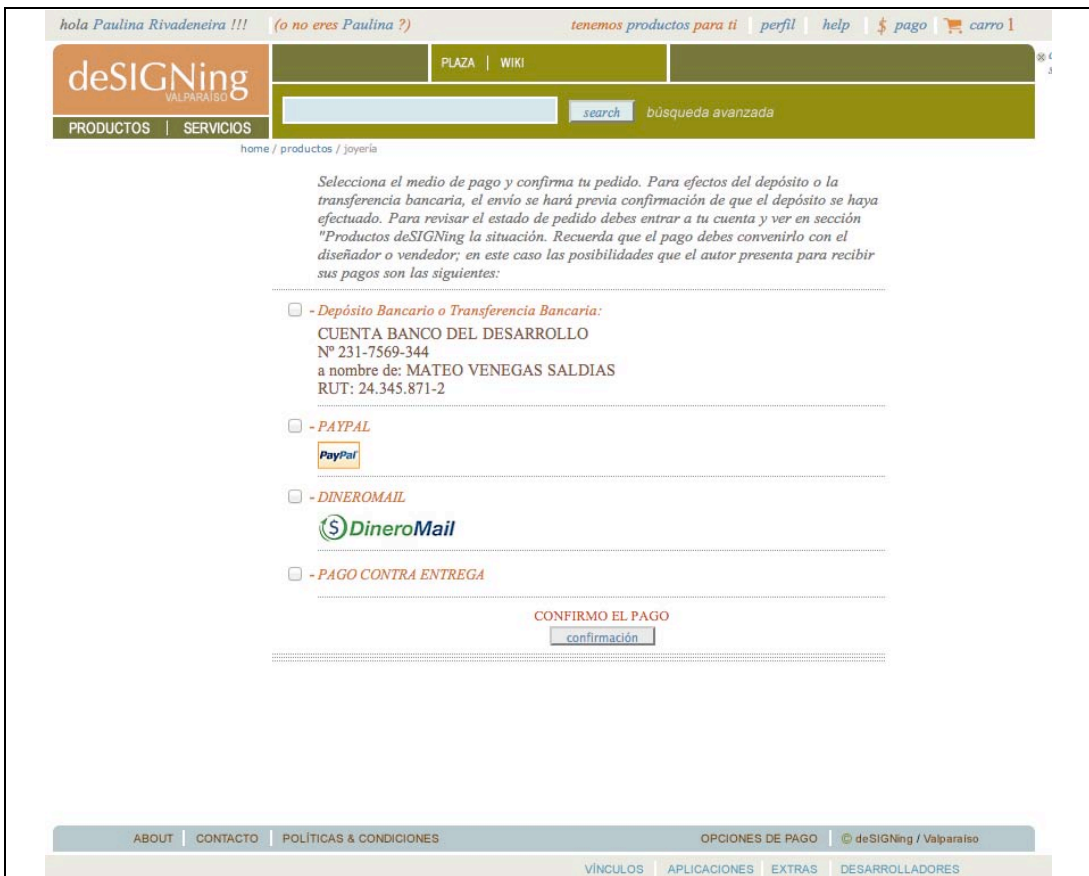 hola Paulina Rivadeneira !!! (o no eres Paulina ?) tenemos productos para ti perfil help $ pago carro 1
deSIGNing
VALPARAÍSO
PLAZA | WIKI
search búsqueda avanzada
PRODUCTOS | SERVICIOS
home / productos / joyería
Selecciona el medio de pago y confirma tu pedido. Para efectos del depósito o la
transferencia bancaria, el envío se hará previa confirmación de que el depósito se haya
efectuado. Para revisar el estado de pedido debes entrar a tu cuenta y ver en sección
"Productos deSIGNing la situación. Recuerda que el pago debes convenirlo con el
diseñador o vendedor; en este caso las posibilidades que el autor presenta para recibir
sus pagos son las siguientes:
- Depósito Bancario o Transferencia Bancaria:
CUENTA BANCO DEL DESARROLLO
Nº 231-7569-344
a nombre de: MATEO VENEGAS SALDIAS
RUT: 24.345.871-2
- PAYPAL
PayPal
- DINEROMAIL
DineroMail
- PAGO CONTRA ENTREGA
CONFIRMO EL PAGO
confirmación
ABOUT CONTACTO POLÍTICAS & CONDICIONES OPCIONES DE PAGO © deSIGNing / Valparaíso
VÍNCULOS APLICACIONES EXTRAS DESARROLLADORES